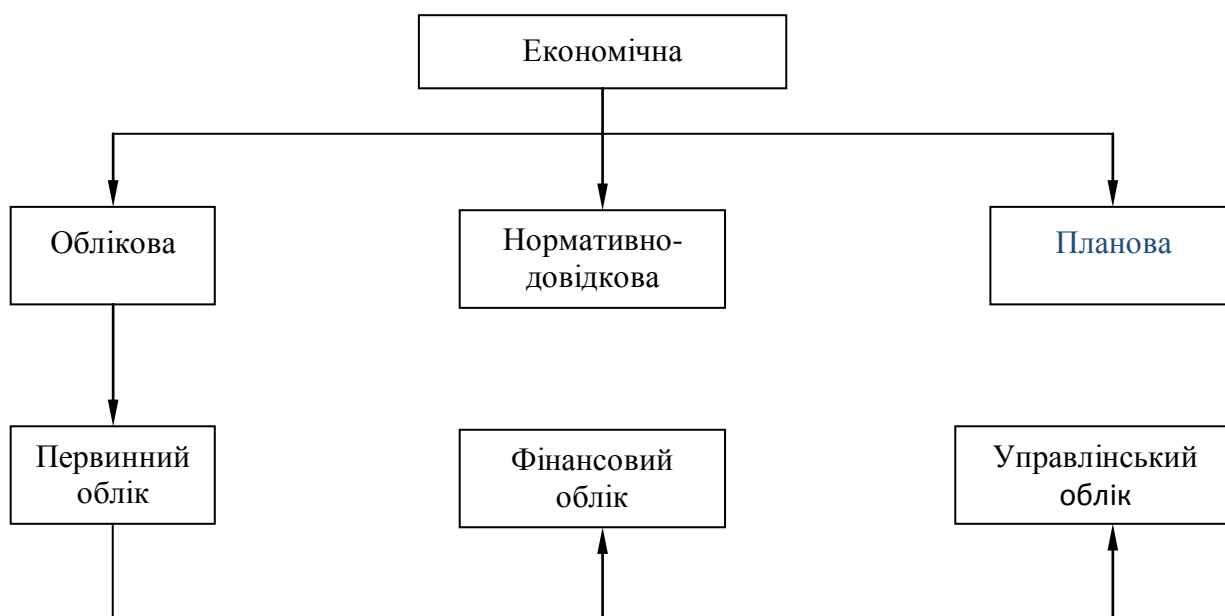 Економічна
Облікова
Нормативно-
довідкова
Планова
Первинний
облік
Фінансовий
облік
Управлінський
облік